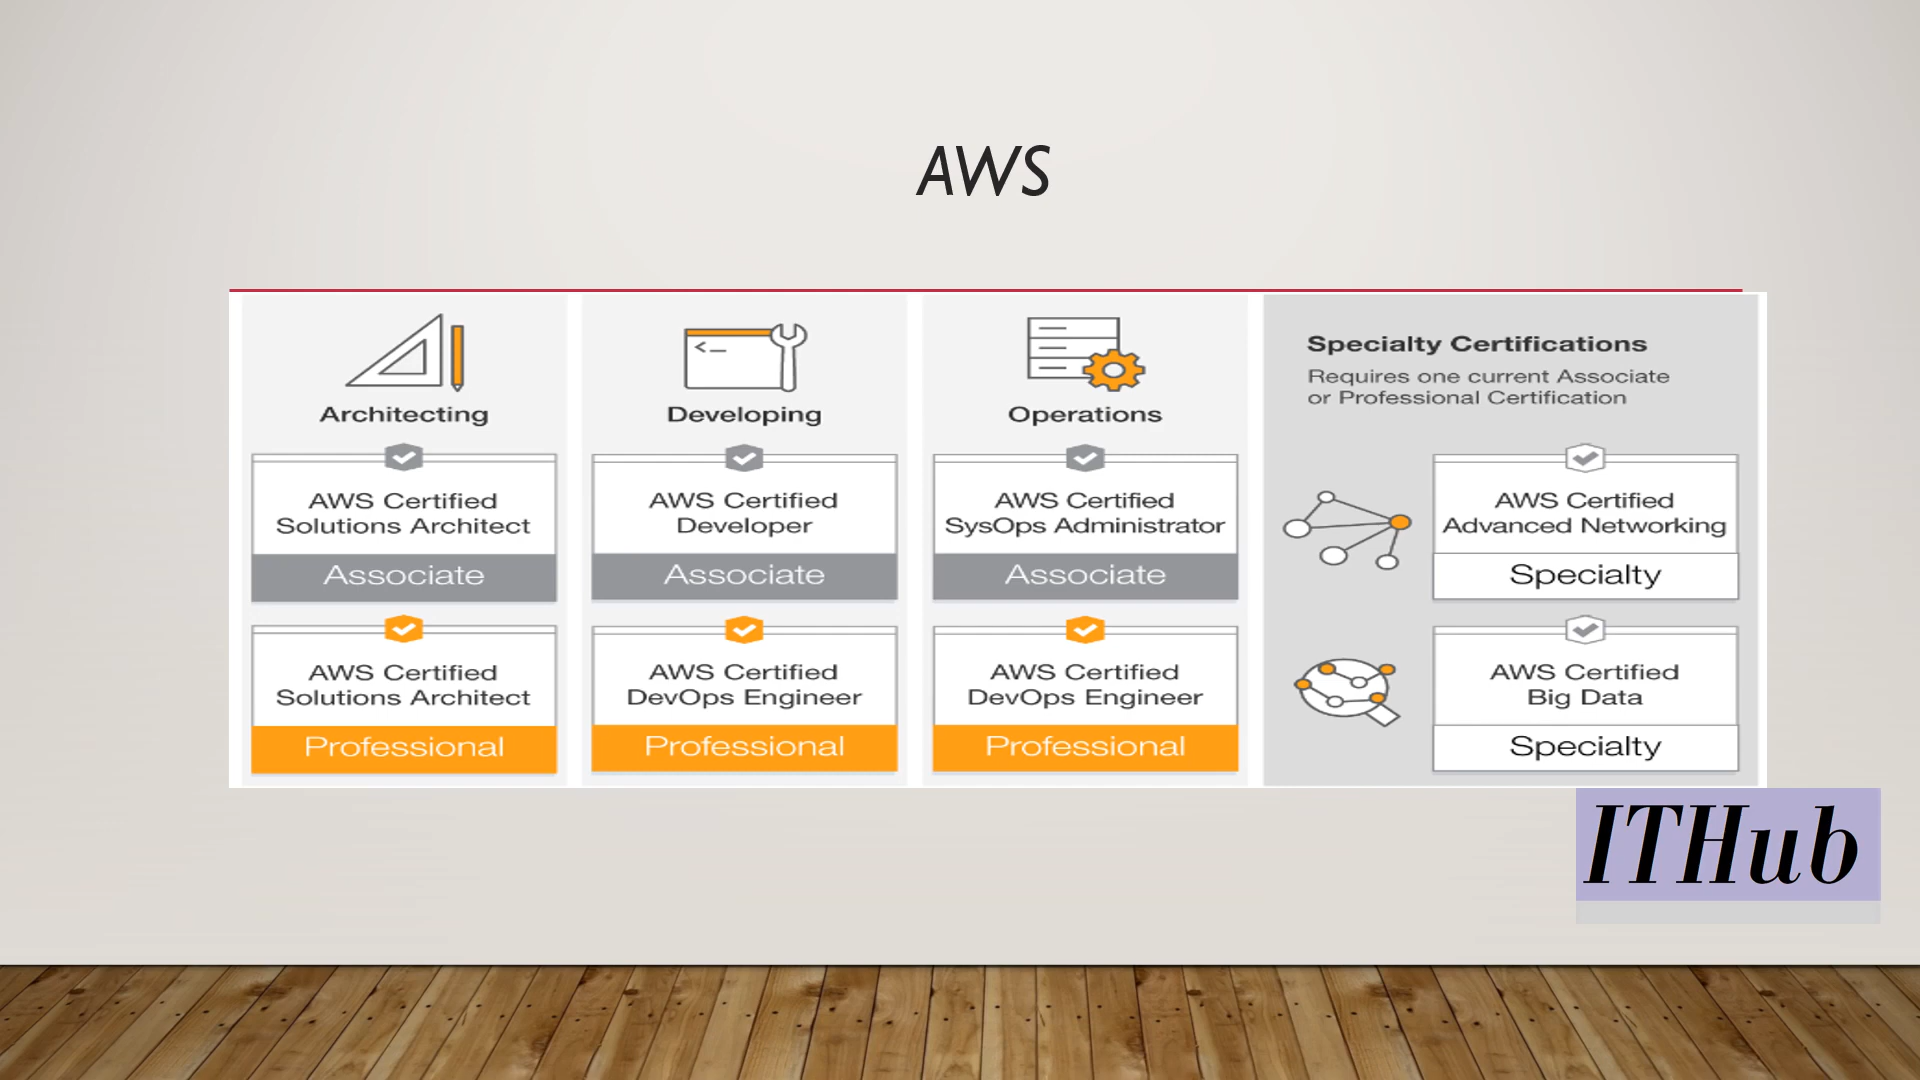 AWS
Architecting
AWS Certified
Solutions Architect
Associate
AWS Certified
Solutions Architect
Professional
<_
Developing
AWS Certified
Developer
Associate
AWS Certified
DevOps Engineer
Professional
Operations
AWS Certified
SysOps Administrator
Associate
AWS Certified
DevOps Engineer
Professional
Specialty Certifications
Requires one current Associate
or Professional Certification
AWS Certified
Advanced Networking
Specialty
AWS Certified
Big Data
Specialty
ITHub